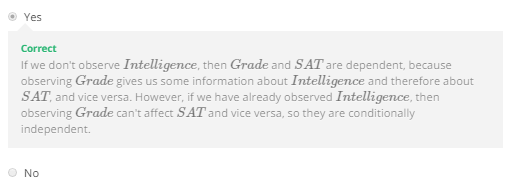 Yes
Correct
If we don't observe Intelligence, then Grade and SAT are dependent, because
observing Grade gives us some information about Intelligence and therefore about
SAT, and vice versa. However, if we have already observed Intelligence, then
observing Grade can't affect SAT and vice versa, so they are conditionally
independent.
No